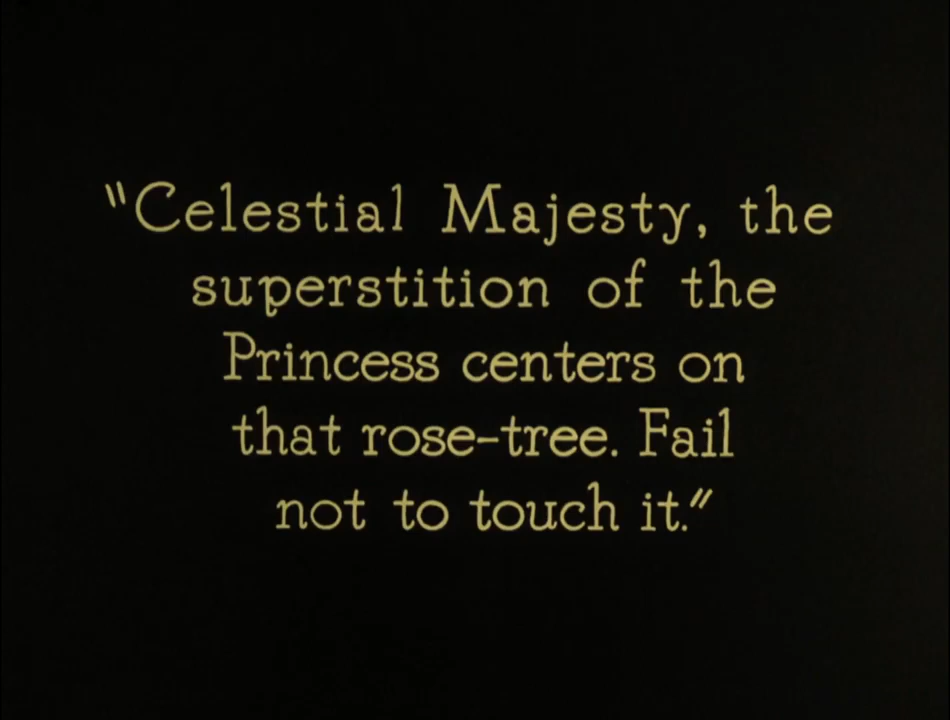 "Celestial Majesty, the
superstition of the
Princess centers on
that rose-tree. Fail
not to touch it."